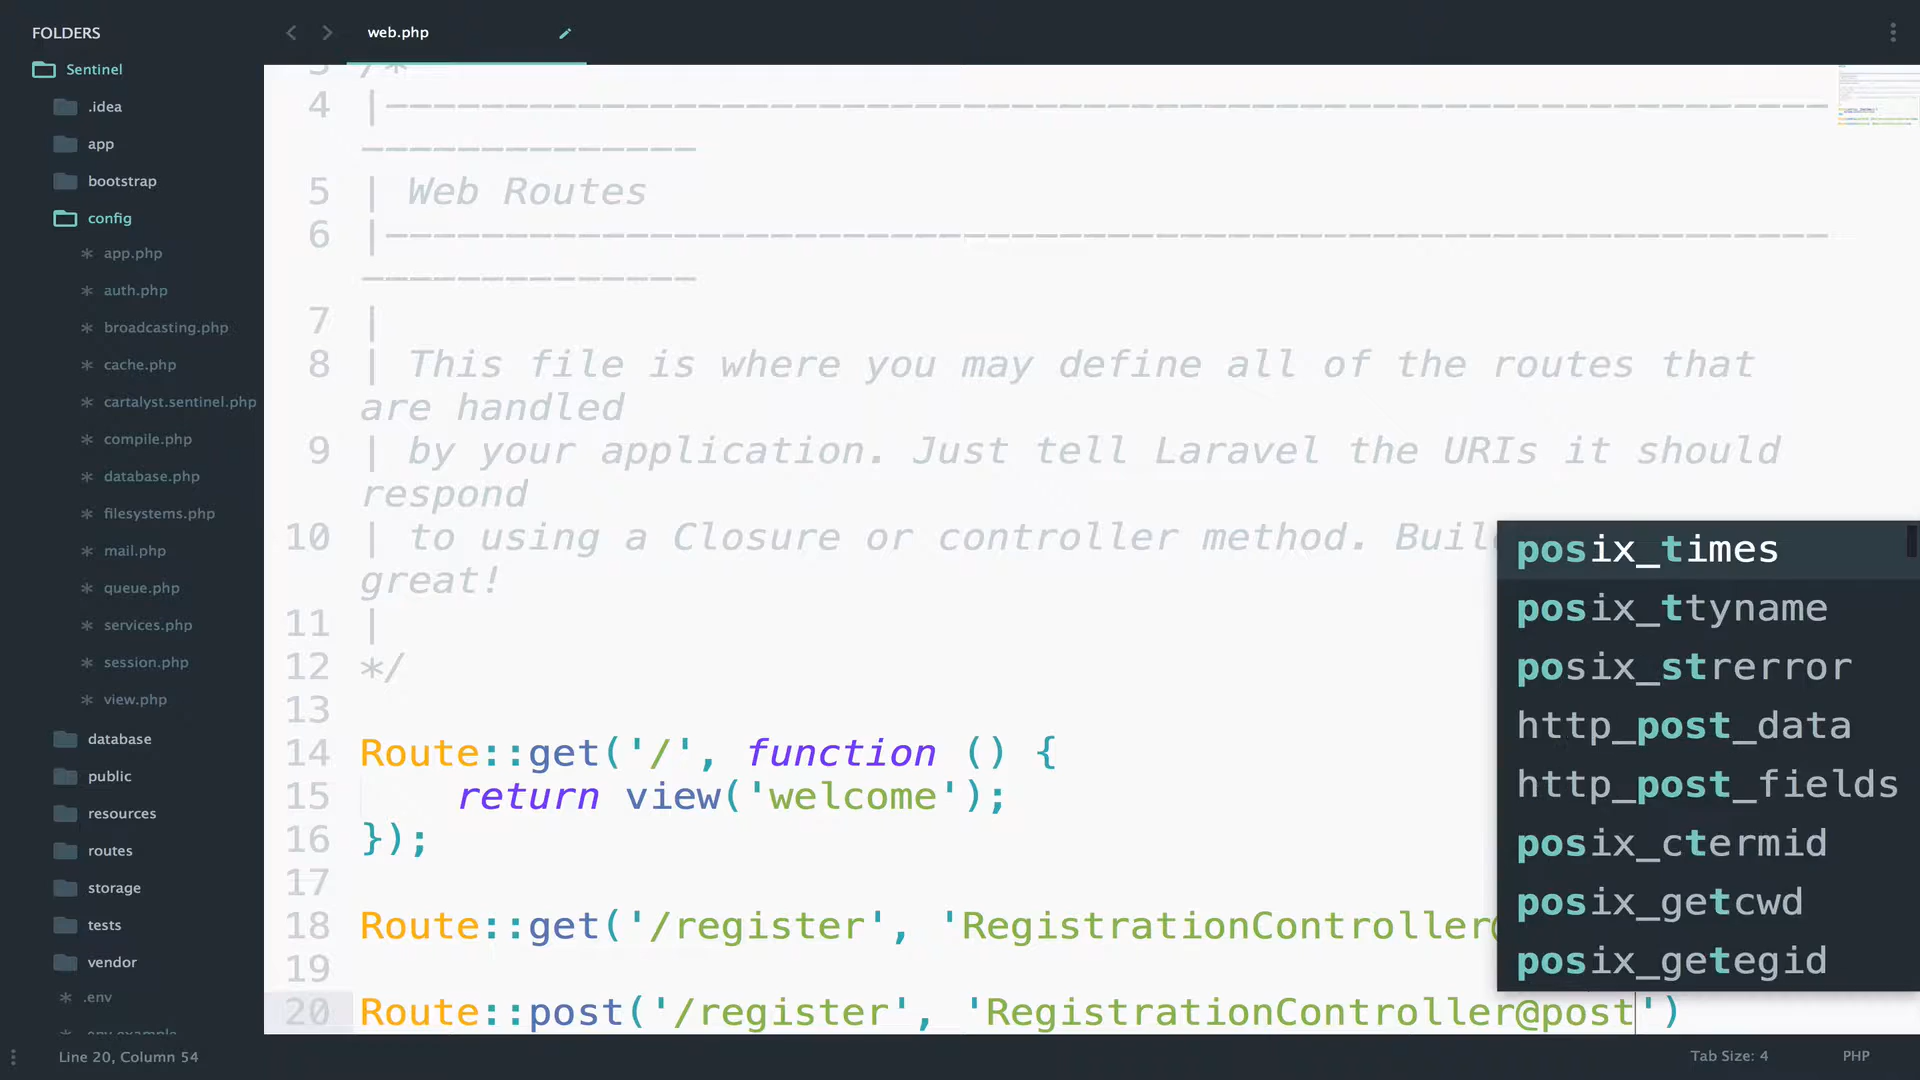 FOLDERS
Sentinel
.idea
app
bootstrap
config
app.php
auth.php
broadcasting.php
cache.php
cartalyst.sentinel.php
compile.php
database.php
filesystems.php
mail.php
queue.php
services.php
session.php
view.php
database
public
resources
routes
storage
tests
vendor
.env
.env.example
web.php
3 /*
4 |--------------------------------------------------------------------------
--------------
5 | Web Routes
6 |--------------------------------------------------------------------------
--------------
7 |
8 | This file is where you may define all of the routes that
are handled
9 | by your application. Just tell Laravel the URIs it should
respond
10 | to using a Closure or controller method. Buil
great!
11 |
12 */
13
14 Route::get('/', function () {
15 return view('welcome');
16 });
17
18 Route::get('/register', 'RegistrationController@
19
20 Route::post('/register', 'RegistrationController@post')
posix_times
posix_ttyname
posix_strerror
http_post_data
http_post_fields
posix_ctermid
posix_getcwd
posix_getegid
Line 20, Column 54
Tab Size: 4
PHP